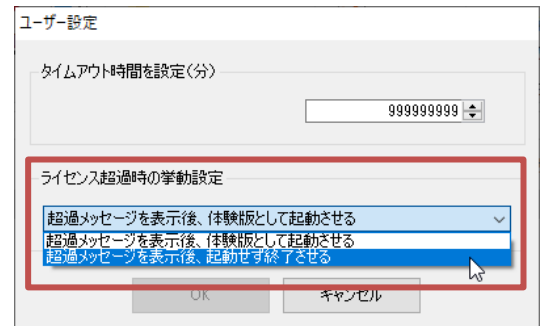 ユーザー設定
タイムアウト時間を設定(分)
999999999
ライセンス超過時の挙動設定
超過メッセージを表示後、体験版として起動させる
超過メッセージを表示後、体験版として起動させる
超過メッセージを表示後、起動せず終了させる
OK
キャンセル